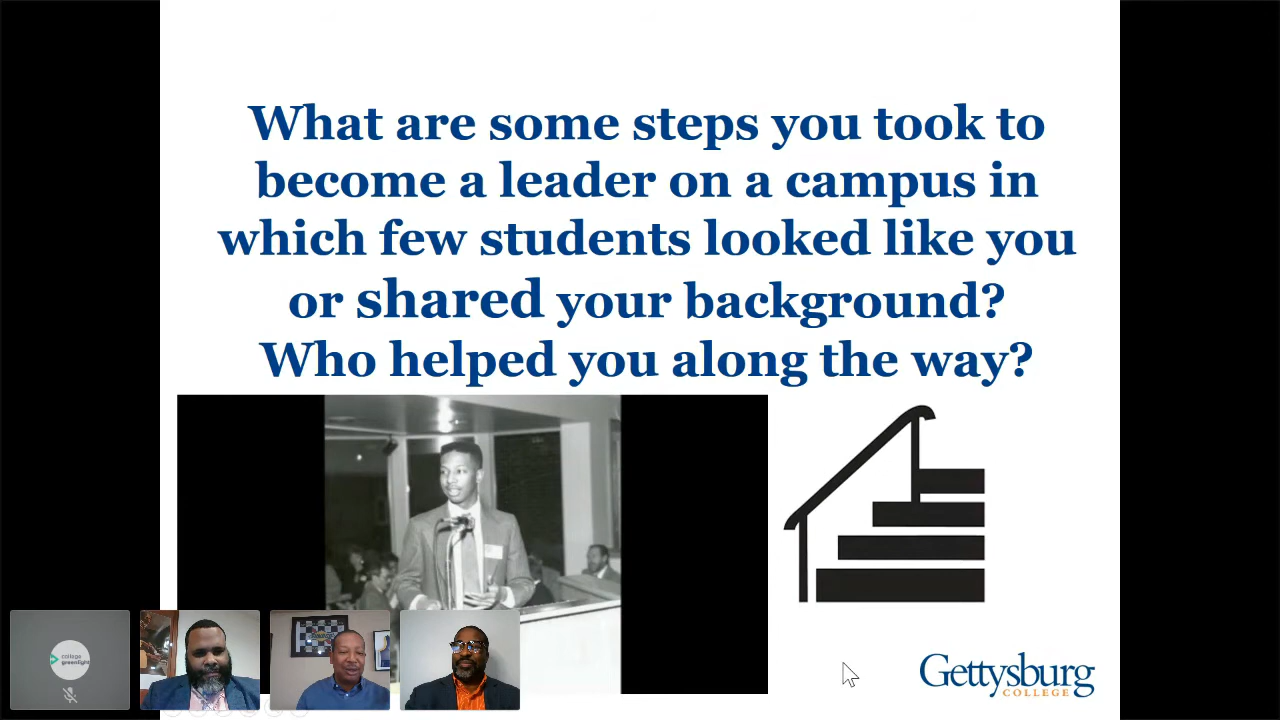 What are some steps you took to
become a leader on a campus in
which few students looked like you
or shared your background?
Who helped you along the way?
college
greenlight
Gettysburg
COLLEGE